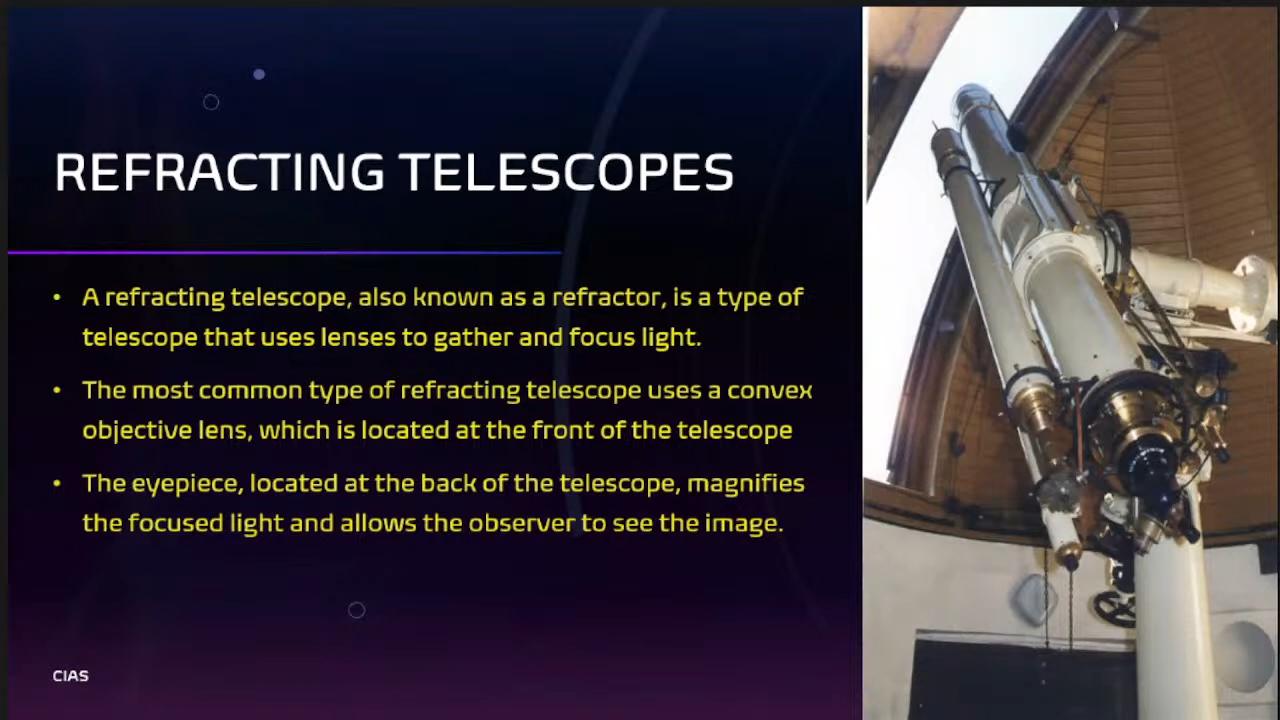 REFRACTING TELESCOPES
• A refracting telescope, also known as a refractor, is a type of
telescope that uses lenses to gather and focus light.
• The most common type of refracting telescope uses a convex
objective lens, which is located at the front of the telescope
• The eyepiece, located at the back of the telescope, magnifies
the focused light and allows the observer to see the image.
CIAS